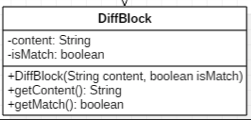 DiffBlock
-content: String
-isMatch: boolean
+DiffBlock(String content, boolean isMatch)
+getContent(): String
+getMatch(): boolean